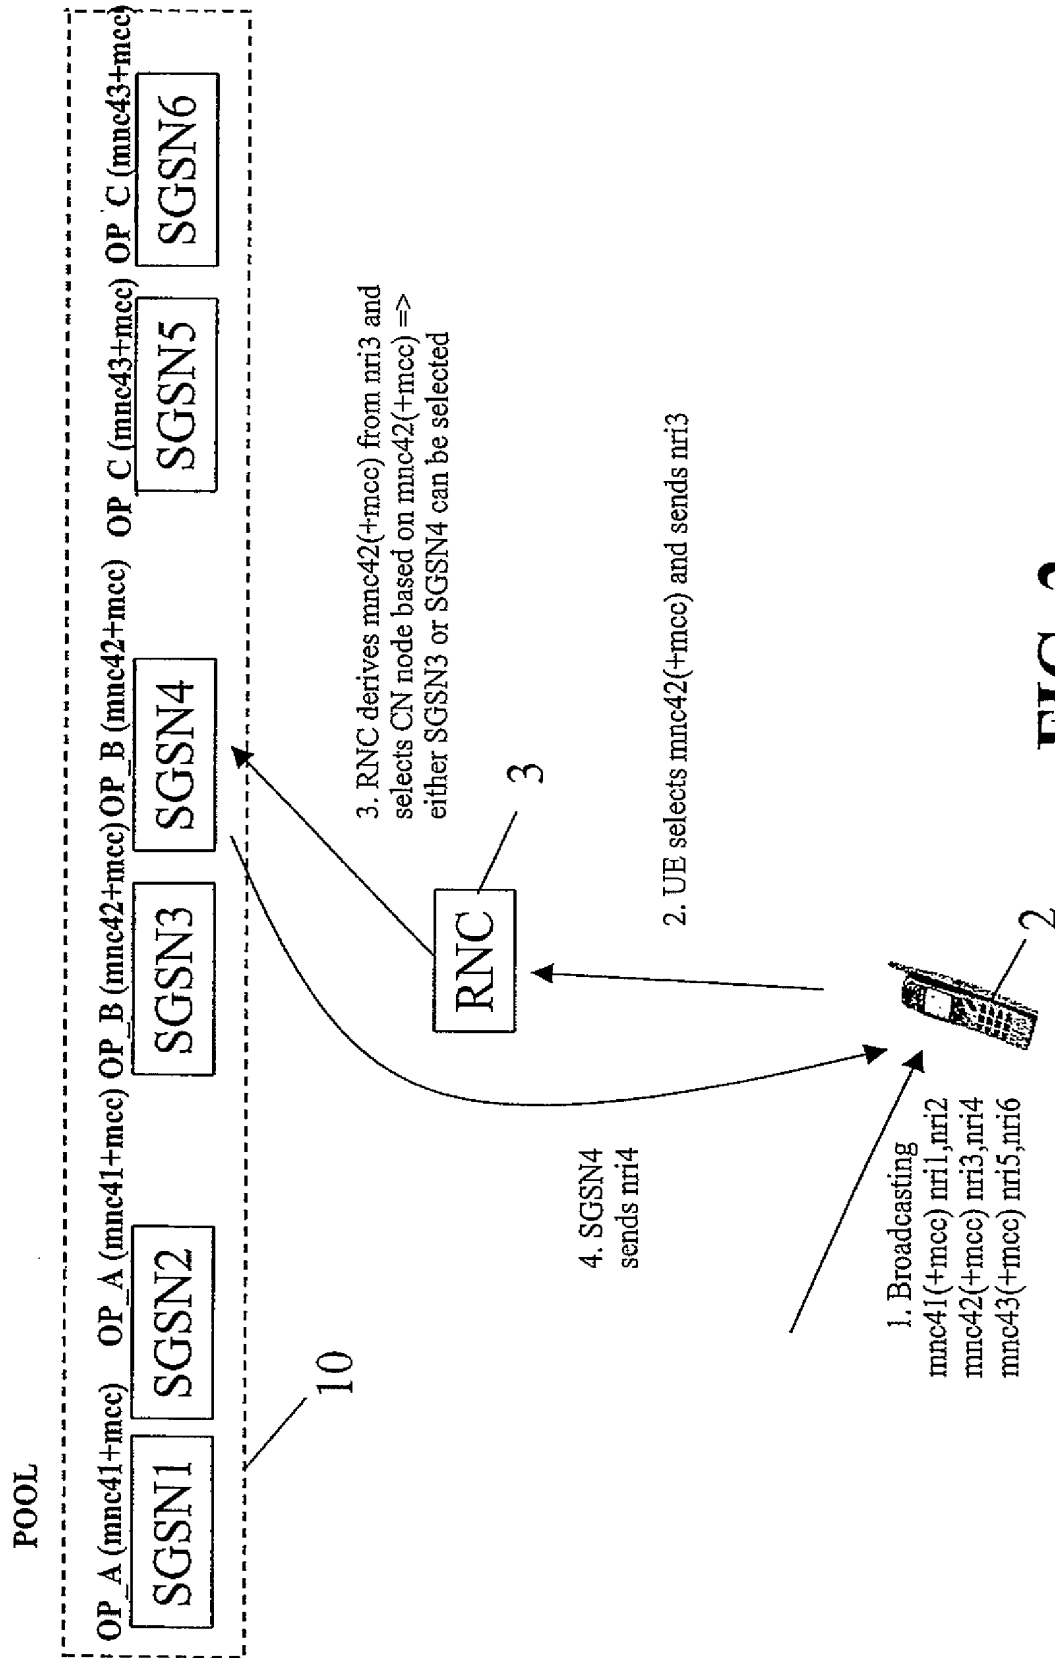 POOL
OP_A (mnc41+mcc) OP_A (mnc41+mcc) OP_B (mnc42+mcc) OP_B (mnc42+mcc) OP_C (mnc43+mcc) OP_C (mnc43+mcc)
SGSN1 SGSN2 SGSN3 SGSN4 SGSN5 SGSN6
10
3. RNC derives mnc42(+mcc) from nri3 and
selects CN node based on mnc42(+mcc) =>
either SGSN3 or SGSN4 can be selected
RNC
3
4. SGSN4
sends nri4
2. UE selects mnc42(+mcc) and sends nri3
1. Broadcasting
mnc41(+mcc) nri1,nri2
mnc42(+mcc) nri3,nri4
mnc43(+mcc) nri5,nri6
2
FIG.